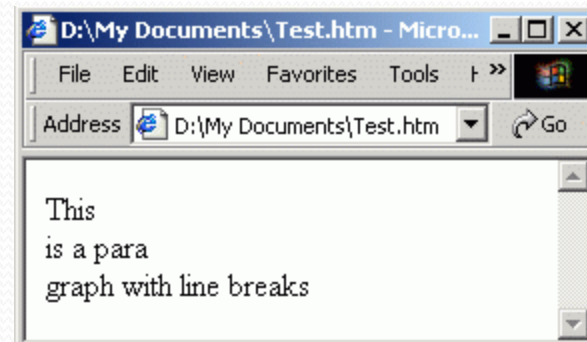 D:\My Documents\Test.htm - Micro...
File Edit View Favorites Tools »
Address D:\My Documents\Test.htm Go
This
is a para
graph with line breaks